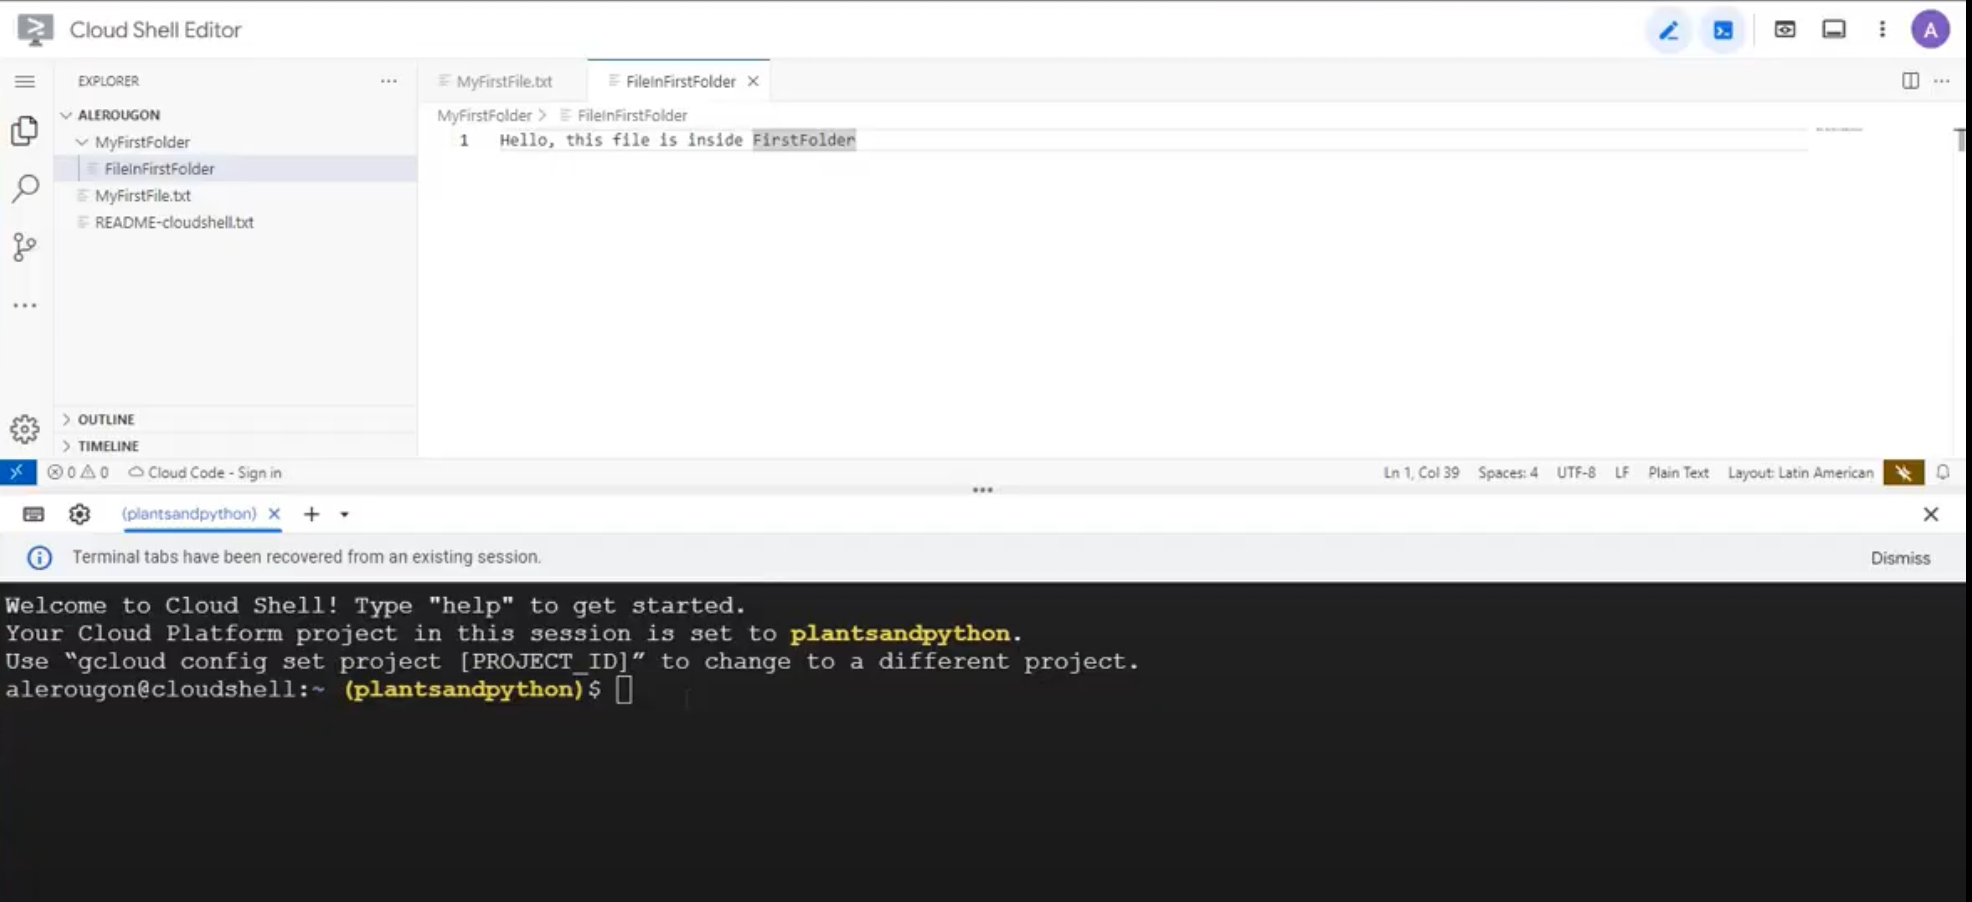 Cloud Shell Editor
A
EXPLORER
ALEROUGON
MyFirstFolder
FileInFirstFolder
MyFirstFile.txt
README-cloudshell.txt
OUTLINE
TIMELINE
MyFirstFile.txt FileInFirstFolder
MyFirstFolder > FileInFirstFolder
1 Hello, this file is inside FirstFolder
0 0 Cloud Code - Sign in Ln 1, Col 39 Spaces: 4 UTF-8 LF Plain Text Layout: Latin American
(plantsandpython)
Terminal tabs have been recovered from an existing session. Dismiss
Welcome to Cloud Shell! Type "help" to get started.
Your Cloud Platform project in this session is set to plantsandpython.
Use “gcloud config set project [PROJECT_ID]” to change to a different project.
alerougon@cloudshell:~ (plantsandpython)$